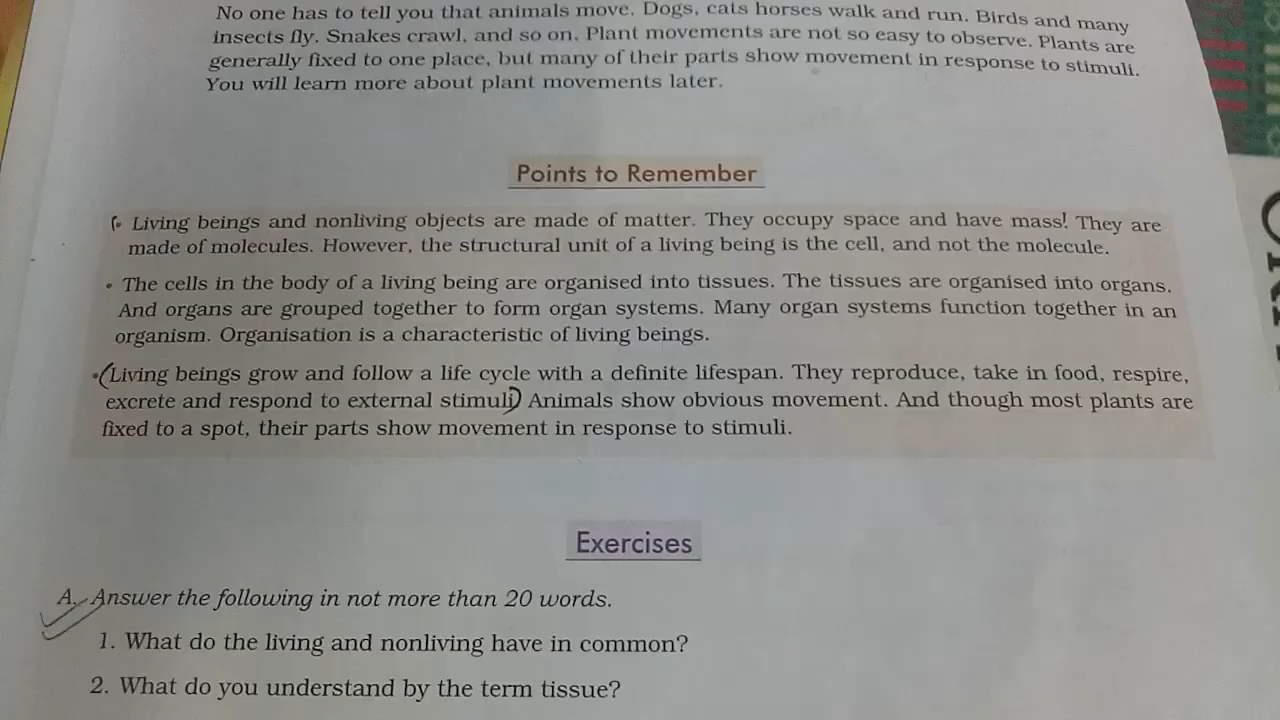 No one has to tell you that animals move. Dogs, cats horses walk and run. Birds and many
insects fly. Snakes crawl, and so on. Plant movements are not so easy to observe. Plants are
generally fixed to one place, but many of their parts show movement in response to stimuli.
You will learn more about plant movements later.
Points to Remember
• Living beings and nonliving objects are made of matter. They occupy space and have mass! They are
made of molecules. However, the structural unit of a living being is the cell, and not the molecule.
• The cells in the body of a living being are organised into tissues. The tissues are organised into organs.
And organs are grouped together to form organ systems. Many organ systems function together in an
organism. Organisation is a characteristic of living beings.
• (Living beings grow and follow a life cycle with a definite lifespan. They reproduce, take in food, respire,
excrete and respond to external stimuli) Animals show obvious movement. And though most plants are
fixed to a spot, their parts show movement in response to stimuli.
Exercises
A. Answer the following in not more than 20 words.
1. What do the living and nonliving have in common?
2. What do you understand by the term tissue?